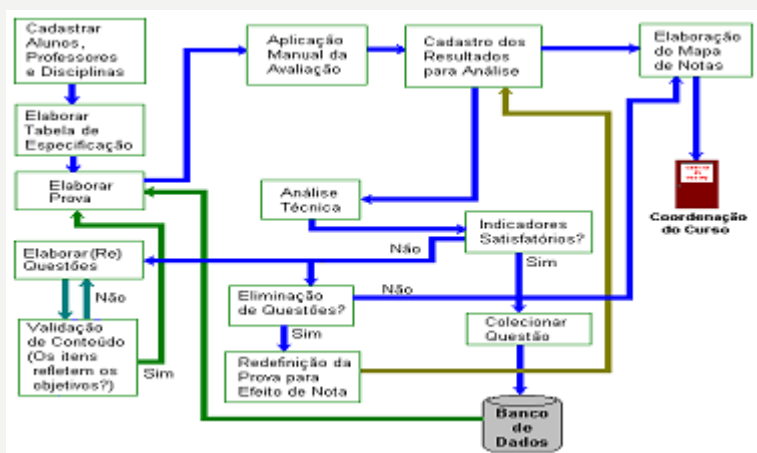 Cadastrar
Alunos,
Professores
e Disciplinas
Aplicação
Manual da
Avaliação
Cadastro dos
Resultados
para Análise
Elaboração
do Mapa
de Notas
Elaborar
Tabela de
Especificação
Elaborar
Prova
Análise
Técnica
Indicadores
Satisfatórios?
Coordenação
do Curso
Não
Sim
Elaborar(Re)
Questões
Não
Eliminação
de Questões?
Não
Sim
Colecionar
Questão
Validação
de Conteúdo
(Os itens
refletem os
objetivos?)
Sim
Redefinição da
Prova para
Efeito de Nota
Banco
de
Dados